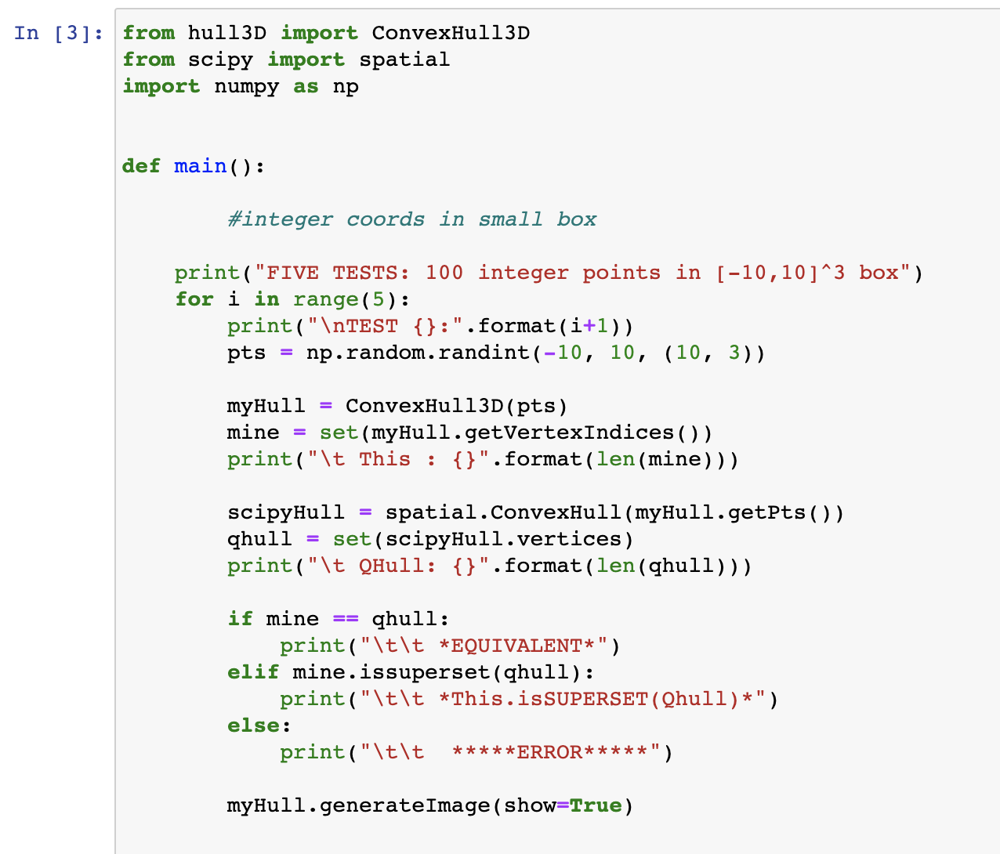 In [3]: from hull3D import ConvexHull3D
from scipy import spatial
import numpy as np
def main():
#integer coords in small box
print("FIVE TESTS: 100 integer points in [-10,10]^3 box")
for i in range(5):
print("\nTEST {}:".format(i+1))
pts = np.random.randint(-10, 10, (10, 3))
myHull = ConvexHull3D(pts)
mine = set(myHull.getVertexIndices())
print("\t This : {}".format(len(mine)))
scipyHull = spatial.ConvexHull(myHull.getPts())
qhull = set(scipyHull.vertices)
print("\t QHull: {}".format(len(qhull)))
if mine == qhull:
print("\t\t *EQUIVALENT*")
elif mine.issuperset(qhull):
print("\t\t *This.isSUPERSET(Qhull)*")
else:
print("\t\t  *****ERROR*****")
myHull.generateImage(show=True)